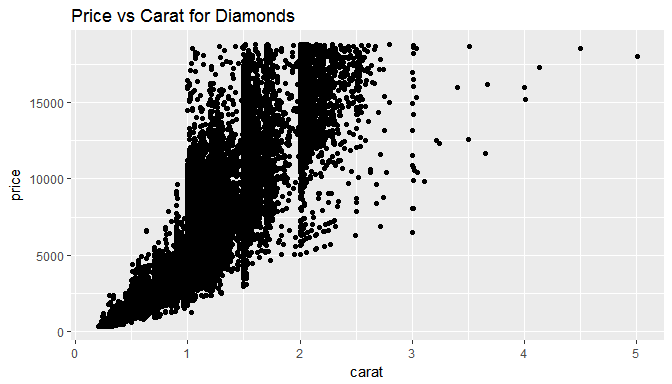 Price vs Carat for Diamonds
price
15000
10000
5000
0
0 1 2 3 4 5
carat